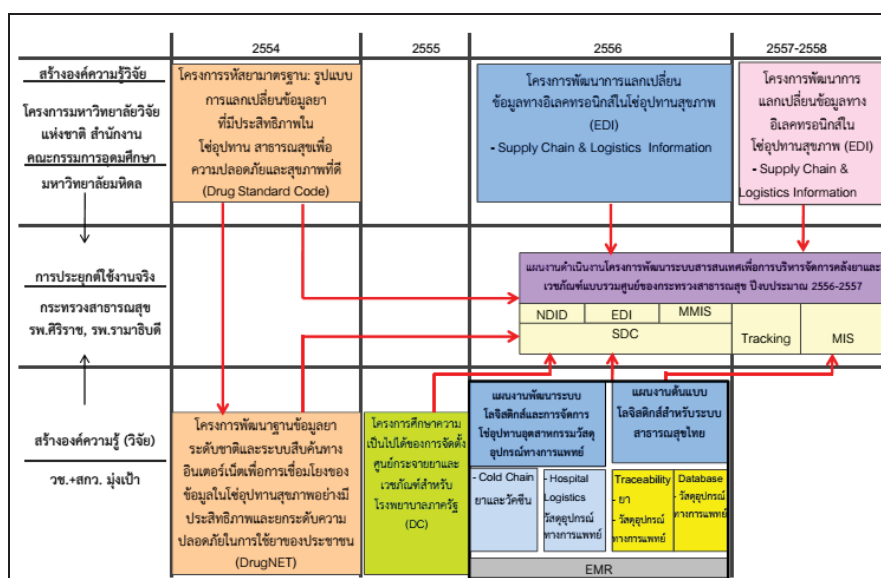 2554
2555
2556
2557-2558
สร้างองค์ความรู้วิจัย
โครงการมหาวิทยาลัยวิจัย
แห่งชาติ สำนักงาน
คณะกรรมการอุดมศึกษา
มหาวิทยาลัยมหิดล
โครงการรหัสยามาตรฐาน: รูปแบบ
การแลกเปลี่ยนข้อมูลยา
ที่มีประสิทธิภาพใน
โซ่อุปทาน สาธารณสุขเพื่อ
ความปลอดภัยและสุขภาพที่ดี
(Drug Standard Code)
โครงการพัฒนาการแลกเปลี่ยน
ข้อมูลทางอิเลคทรอนิกส์ในโซ่อุปทานสุขภาพ
(EDI)
- Supply Chain & Logistics Information
โครงการพัฒนาการ
แลกเปลี่ยนข้อมูลทาง
อิเลคทรอนิกส์ใน
โซ่อุปทานสุขภาพ (EDI)
- Supply Chain &
Logistics Information
การประยุกต์ใช้งานจริง
กระทรวงสาธารณสุข
รพ.ศิริราช, รพ.รามาธิบดี
แผนงานดำเนินงานโครงการพัฒนาระบบสารสนเทศเพื่อการบริหารจัดการคลังยาและ
เวชภัณฑ์แบบรวมศูนย์ของกระทรวงสาธารณสุข ปีงบประมาณ 2556-2557
NDID
EDI
MMIS
SDC
Tracking
MIS
สร้างองค์ความรู้ (วิจัย)
วช.+สกว. มุ่งเป้า
โครงการพัฒนาฐานข้อมูลยา
ระดับชาติและระบบสืบค้นทาง
อินเตอร์เน็ตเพื่อการเชื่อมโยงของ
ข้อมูลในโซ่อุปทานสุขภาพอย่างมี
ประสิทธิภาพและยกระดับความ
ปลอดภัยในการใช้ยาของประชาชน
(DrugNET)
โครงการศึกษาความ
เป็นไปได้ของการจัดตั้ง
ศูนย์กระจายยาและ
เวชภัณฑ์สำหรับ
โรงพยาบาลภาครัฐ
(DC)
แผนงานพัฒนาระบบ
โลจิสติกส์และการจัดการ
โซ่อุปทานอุตสาหกรรมวัสดุ
อุปกรณ์ทางการแพทย์
แผนงานต้นแบบ
โลจิสติกส์สำหรับระบบ
สาธารณสุขไทย
- Cold Chain
ยาและวัคซีน
- Hospital
Logistics
วัสดุอุปกรณ์
ทางการแพทย์
Traceability
- ยา
- วัสดุอุปกรณ์
ทางการแพทย์
Database
- วัสดุอุปกรณ์
ทางการแพทย์
EMR